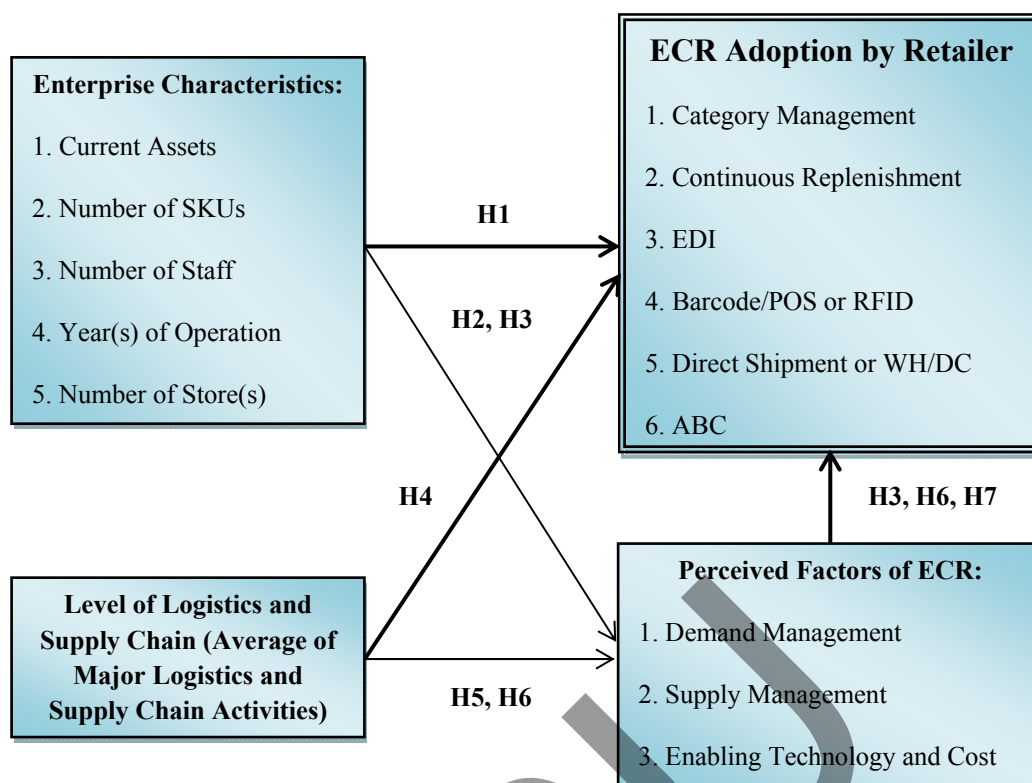 Enterprise Characteristics:
1. Current Assets
2. Number of SKUs
3. Number of Staff
4. Year(s) of Operation
5. Number of Store(s)
ECR Adoption by Retailer
1. Category Management
2. Continuous Replenishment
3. EDI
4. Barcode/POS or RFID
5. Direct Shipment or WH/DC
6. ABC
H1
H2, H3
H4
H3, H6, H7
Level of Logistics and
Supply Chain (Average of
Major Logistics and
Supply Chain Activities)
H5, H6
Perceived Factors of ECR:
1. Demand Management
2. Supply Management
3. Enabling Technology and Cost